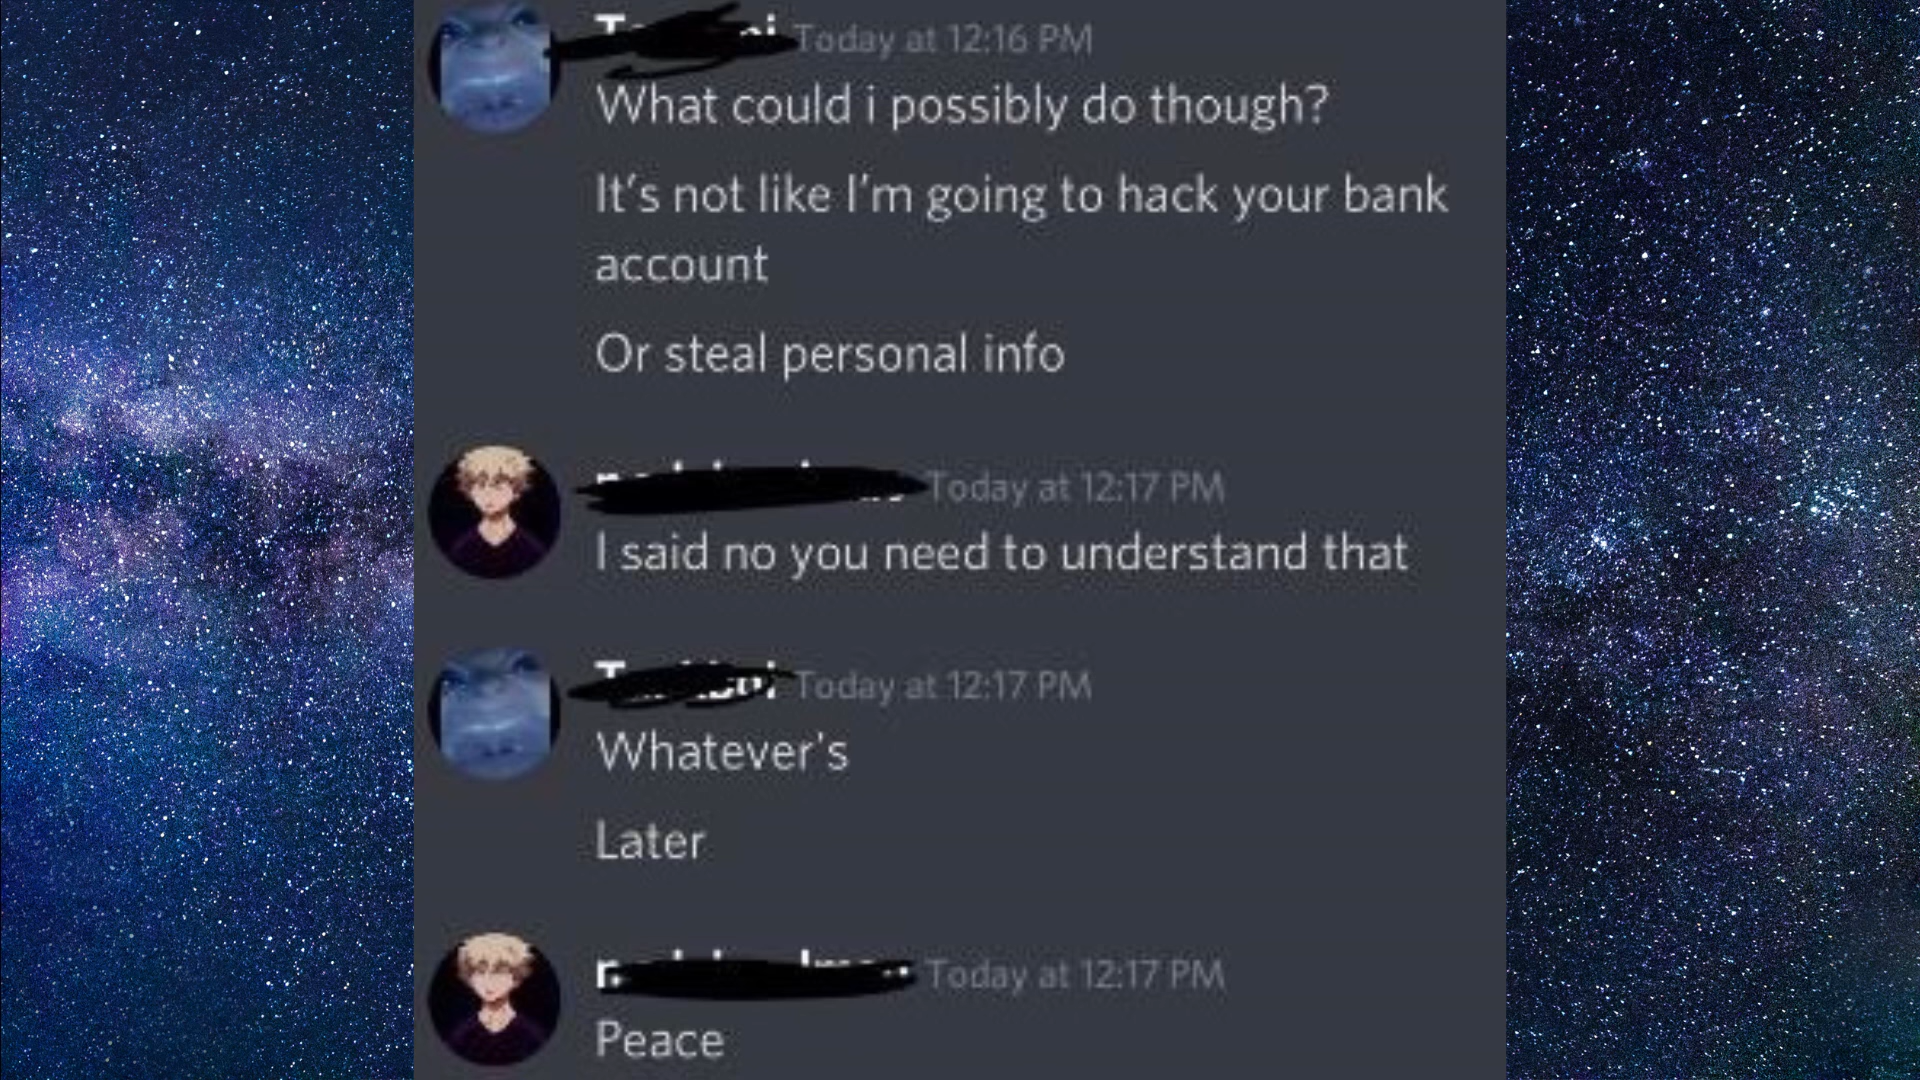 Today at 12:16 PM
What could i possibly do though?
It's not like I'm going to hack your bank
account
Or steal personal info
Today at 12:17 PM
I said no you need to understand that
Today at 12:17 PM
Whatever's
Later
Today at 12:17 PM
Peace